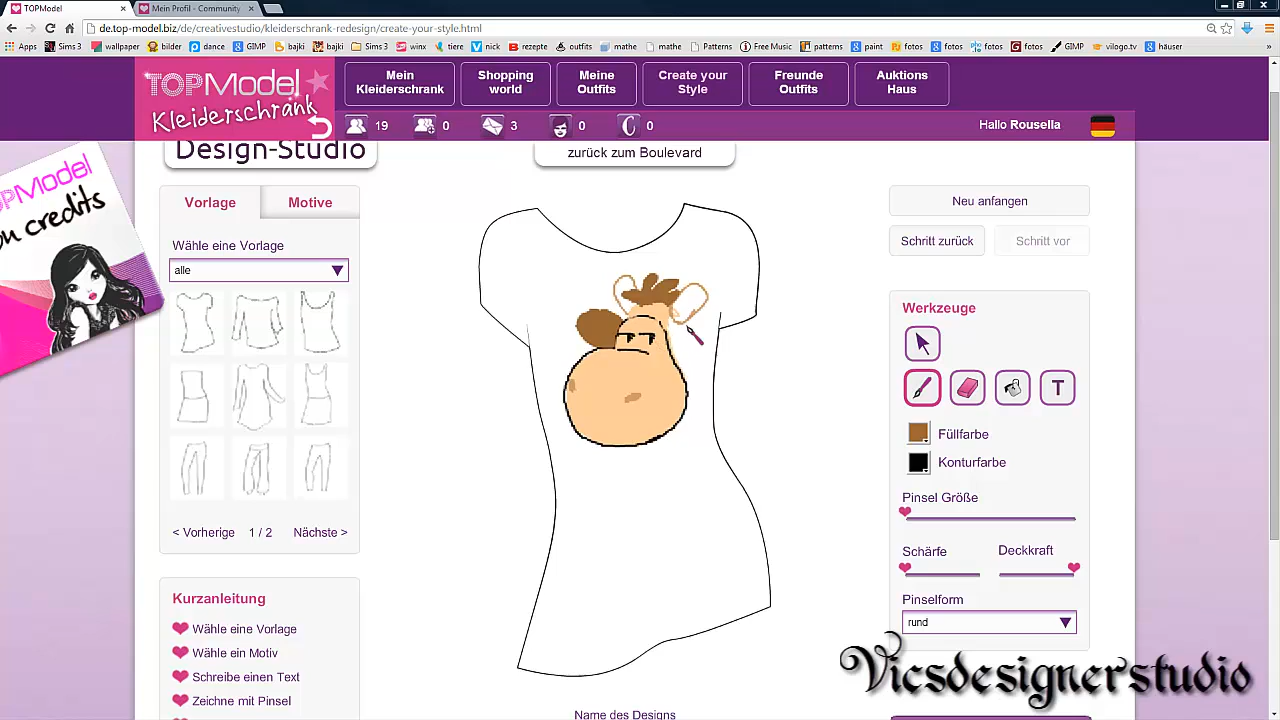 TOPModel
Mein Profil - Community
de.top-model.biz/de/creativestudio/kleiderschrank-redesign/create-your-style.html
Apps Sims 3 wallpaper bilder pdance GIMP bajki bajki Sims 3 winx tiere nick rezepte outfits mathe mathe Patterns Free Music patterns paint fotos fotos fotos GIMP vilogo.tv häuser
TOPModel
Kleiderschrank
Mein
Kleiderschrank
Shopping
world
Meine
Outfits
Create your
Style
Freunde
Outfits
Auktions
Haus
19 0 3 0 0
Hallo Rousella
Design-Studio
zurück zum Boulevard
TOPModel
on credits
Vorlage
Motive
Wähle eine Vorlage
alle
< Vorherige 1 / 2 Nächste >
Kurzanleitung
Wähle eine Vorlage
Wähle ein Motiv
Schreibe einen Text
Zeichne mit Pinsel
Name des Designs
Neu anfangen
Schritt zurück
Schritt vor
Werkzeuge
T
Füllfarbe
Konturfarbe
Pinsel Größe
Schärfe
Deckkraft
Pinselform
rund
Vicsdesignerstudio